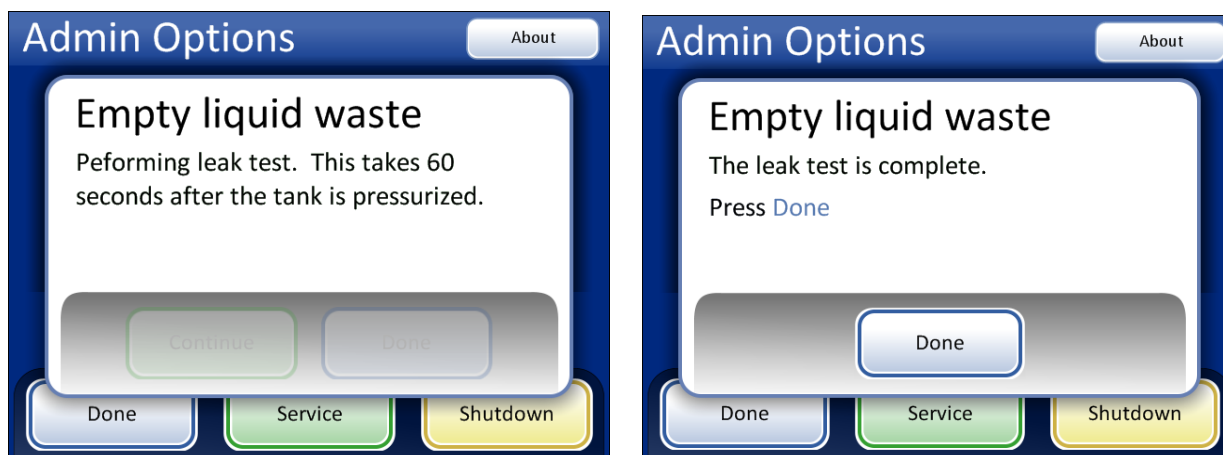 Admin Options
About
Empty liquid waste
Peforming leak test.  This takes 60
seconds after the tank is pressurized.
Continue
Done
Done
Service
Shutdown
Admin Options
About
Empty liquid waste
The leak test is complete.
Press Done
Done
Done
Service
Shutdown